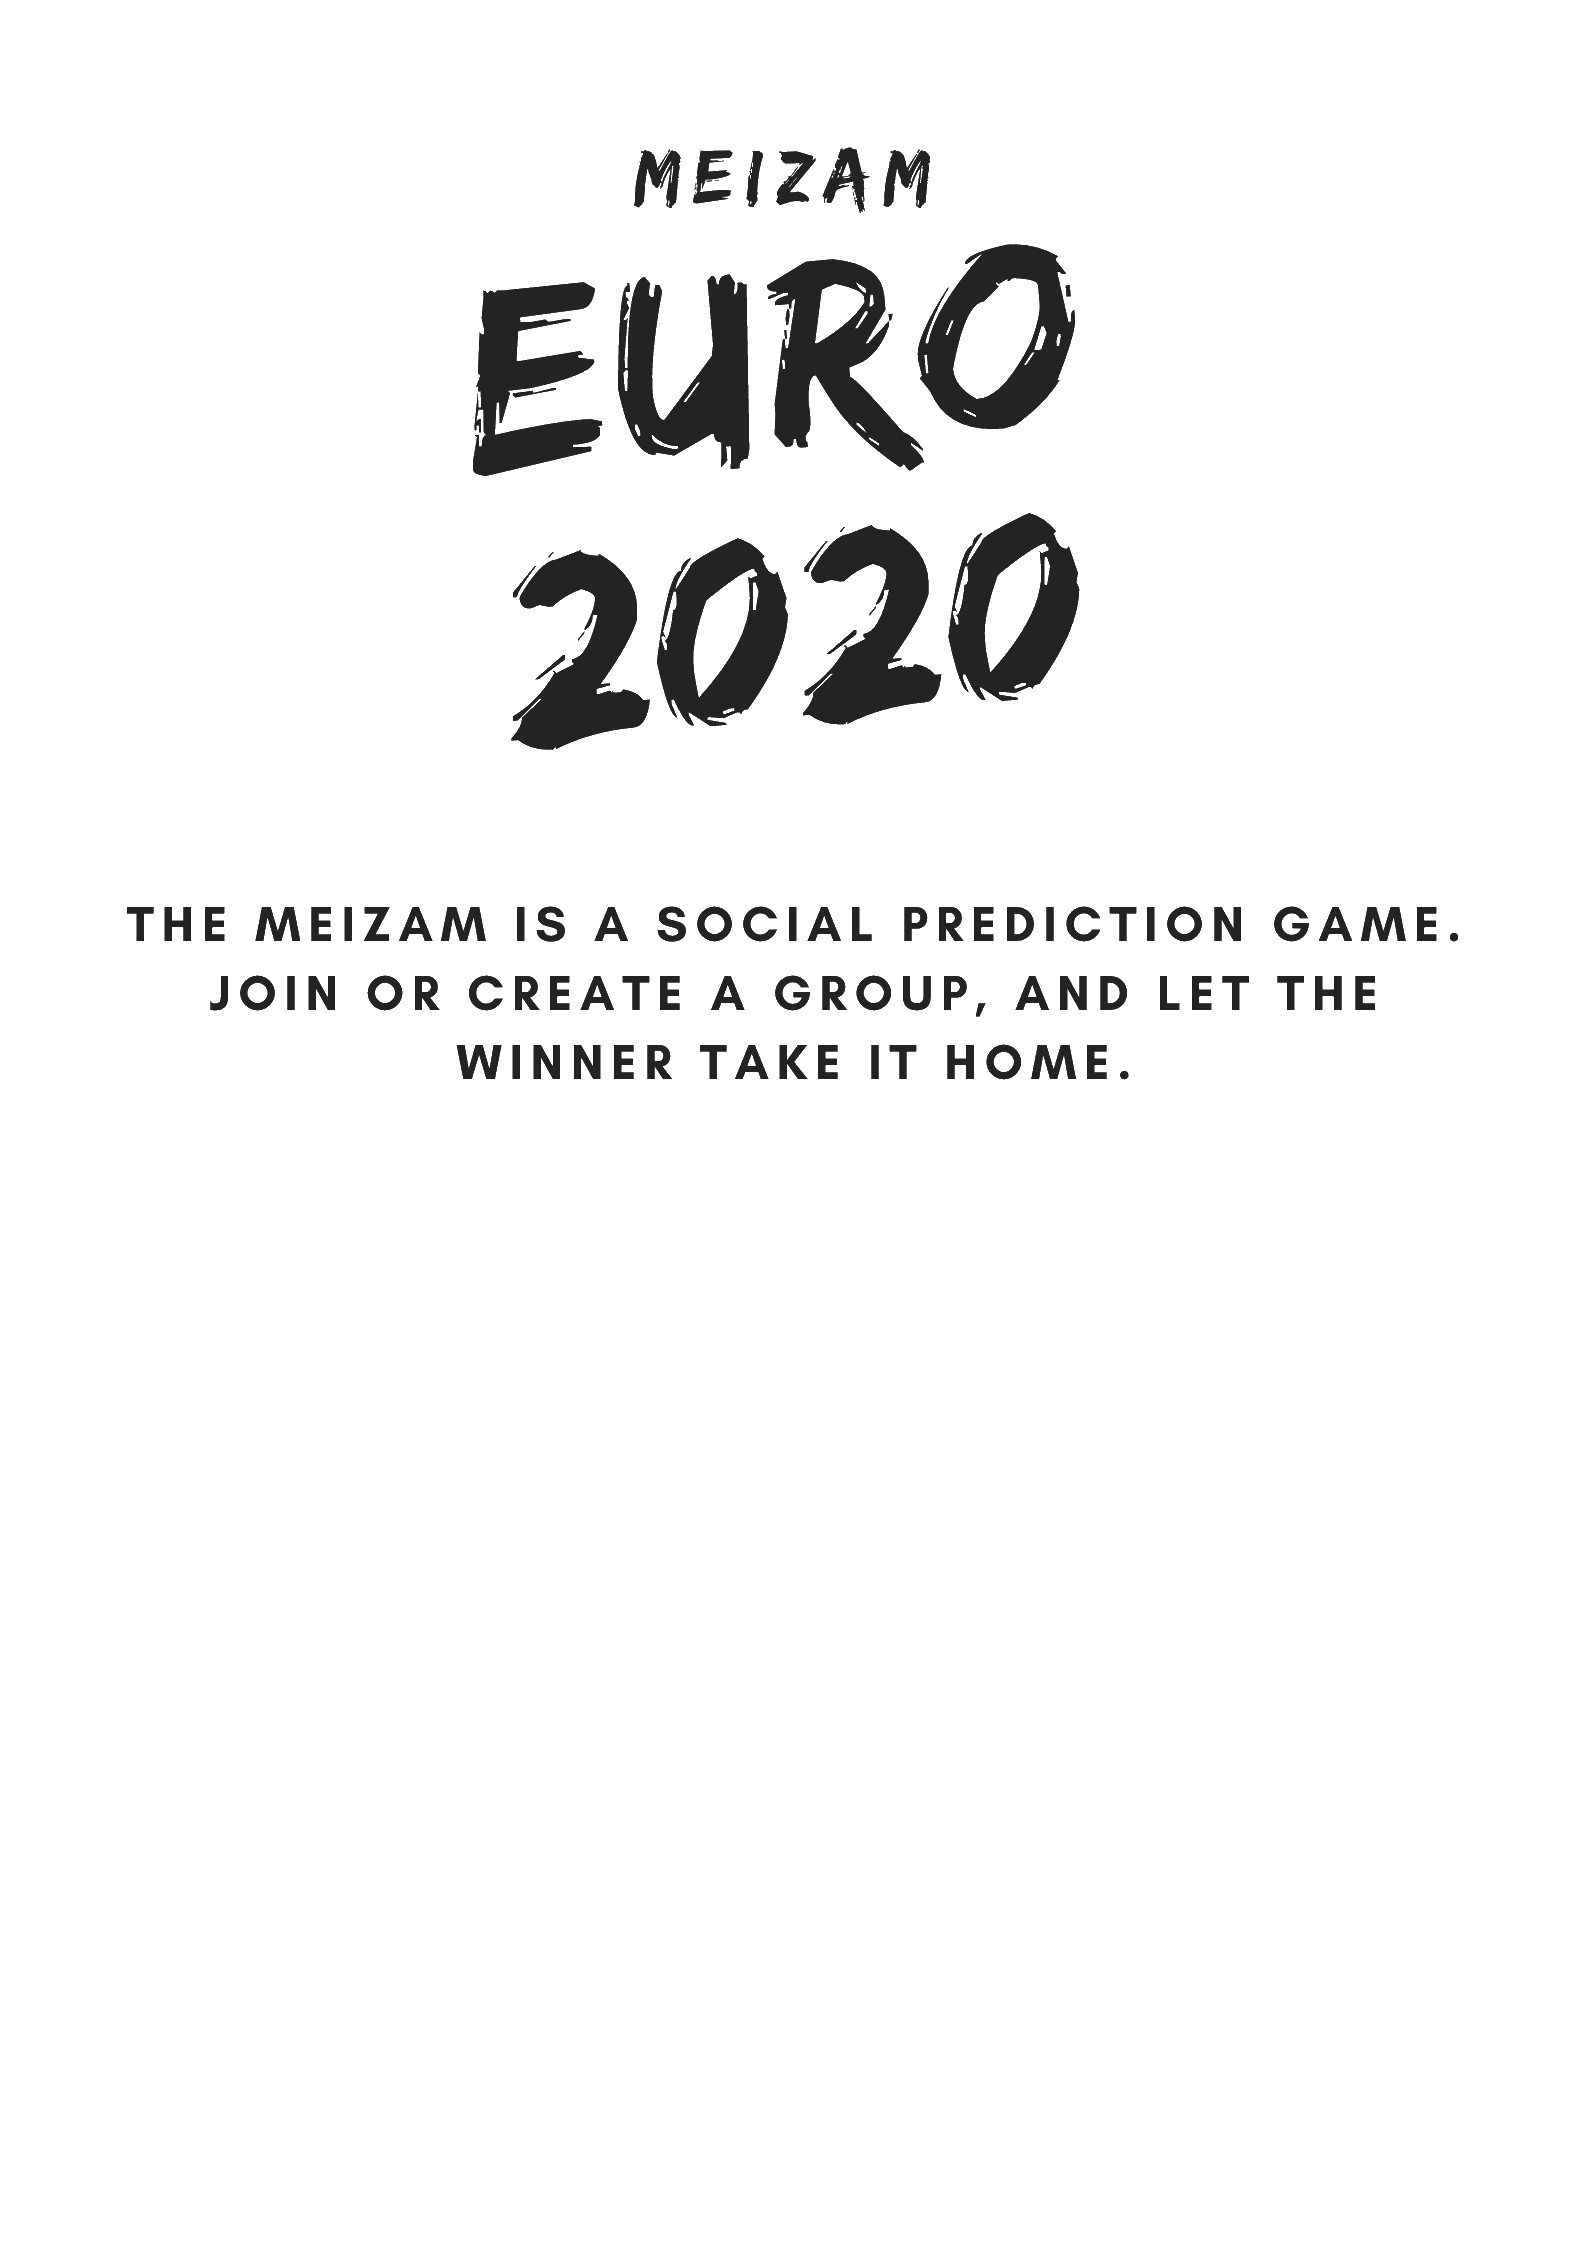 MEIZAM
EURO
2020
THE MEIZAM IS A SOCIAL PREDICTION GAME.
JOIN OR CREATE A GROUP, AND LET THE
WINNER TAKE IT HOME.